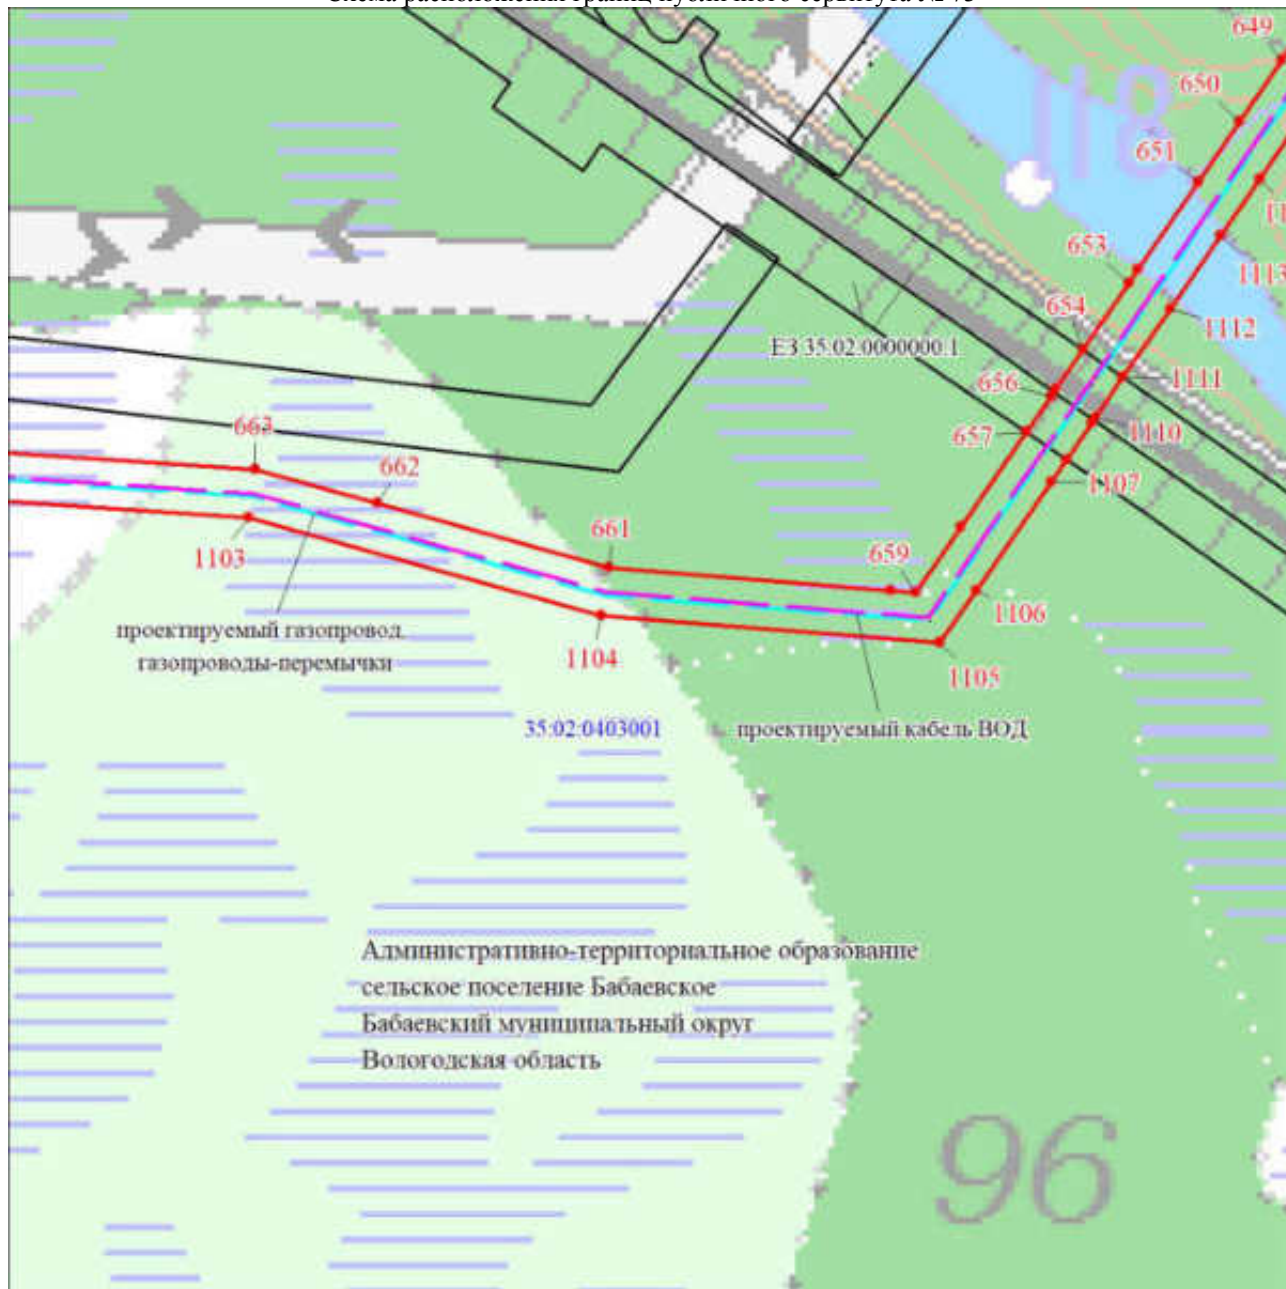 649
650
118
651
653
1113
654
1112
ЕЗ 35:02:0000000:1
656
1111
657
1110
663
662
1107
661
659
1103
1106
проектируемый газопровод
газопроводы-перемычки
1104
1105
35:02:0403001
проектируемый кабель ВОД
Административно-территориальное образование
сельское поселение Бабаевское
Бабаевский муниципальный округ
Вологодская область
96